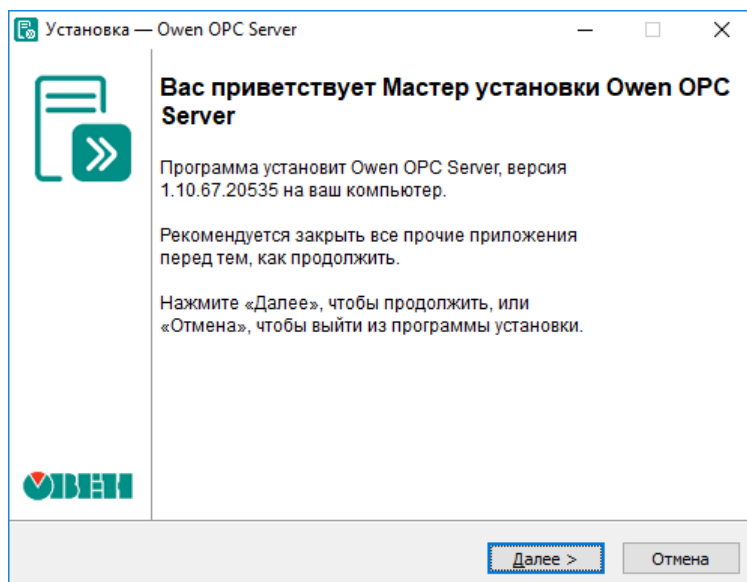 Установка — Owen OPC Server
Вас приветствует Мастер установки Owen OPC
Server
Программа установит Owen OPC Server, версия
1.10.67.20535 на ваш компьютер.
Рекомендуется закрыть все прочие приложения
перед тем, как продолжить.
Нажмите «Далее», чтобы продолжить, или
«Отмена», чтобы выйти из программы установки.
ОВЕН
Далее >
Отмена